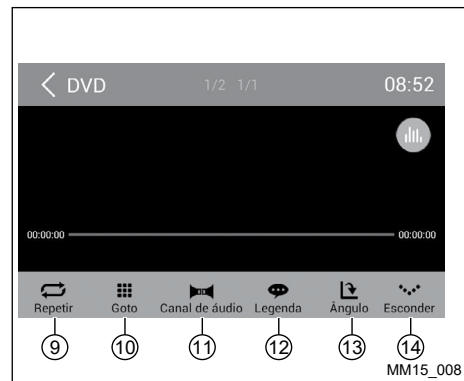 DVD 1/2 1/1 08:52
00:00:00 00:00:00
Repetir Goto Canal de áudio Legenda Ângulo Esconder
9 10 11 12 13 14
MM15_008